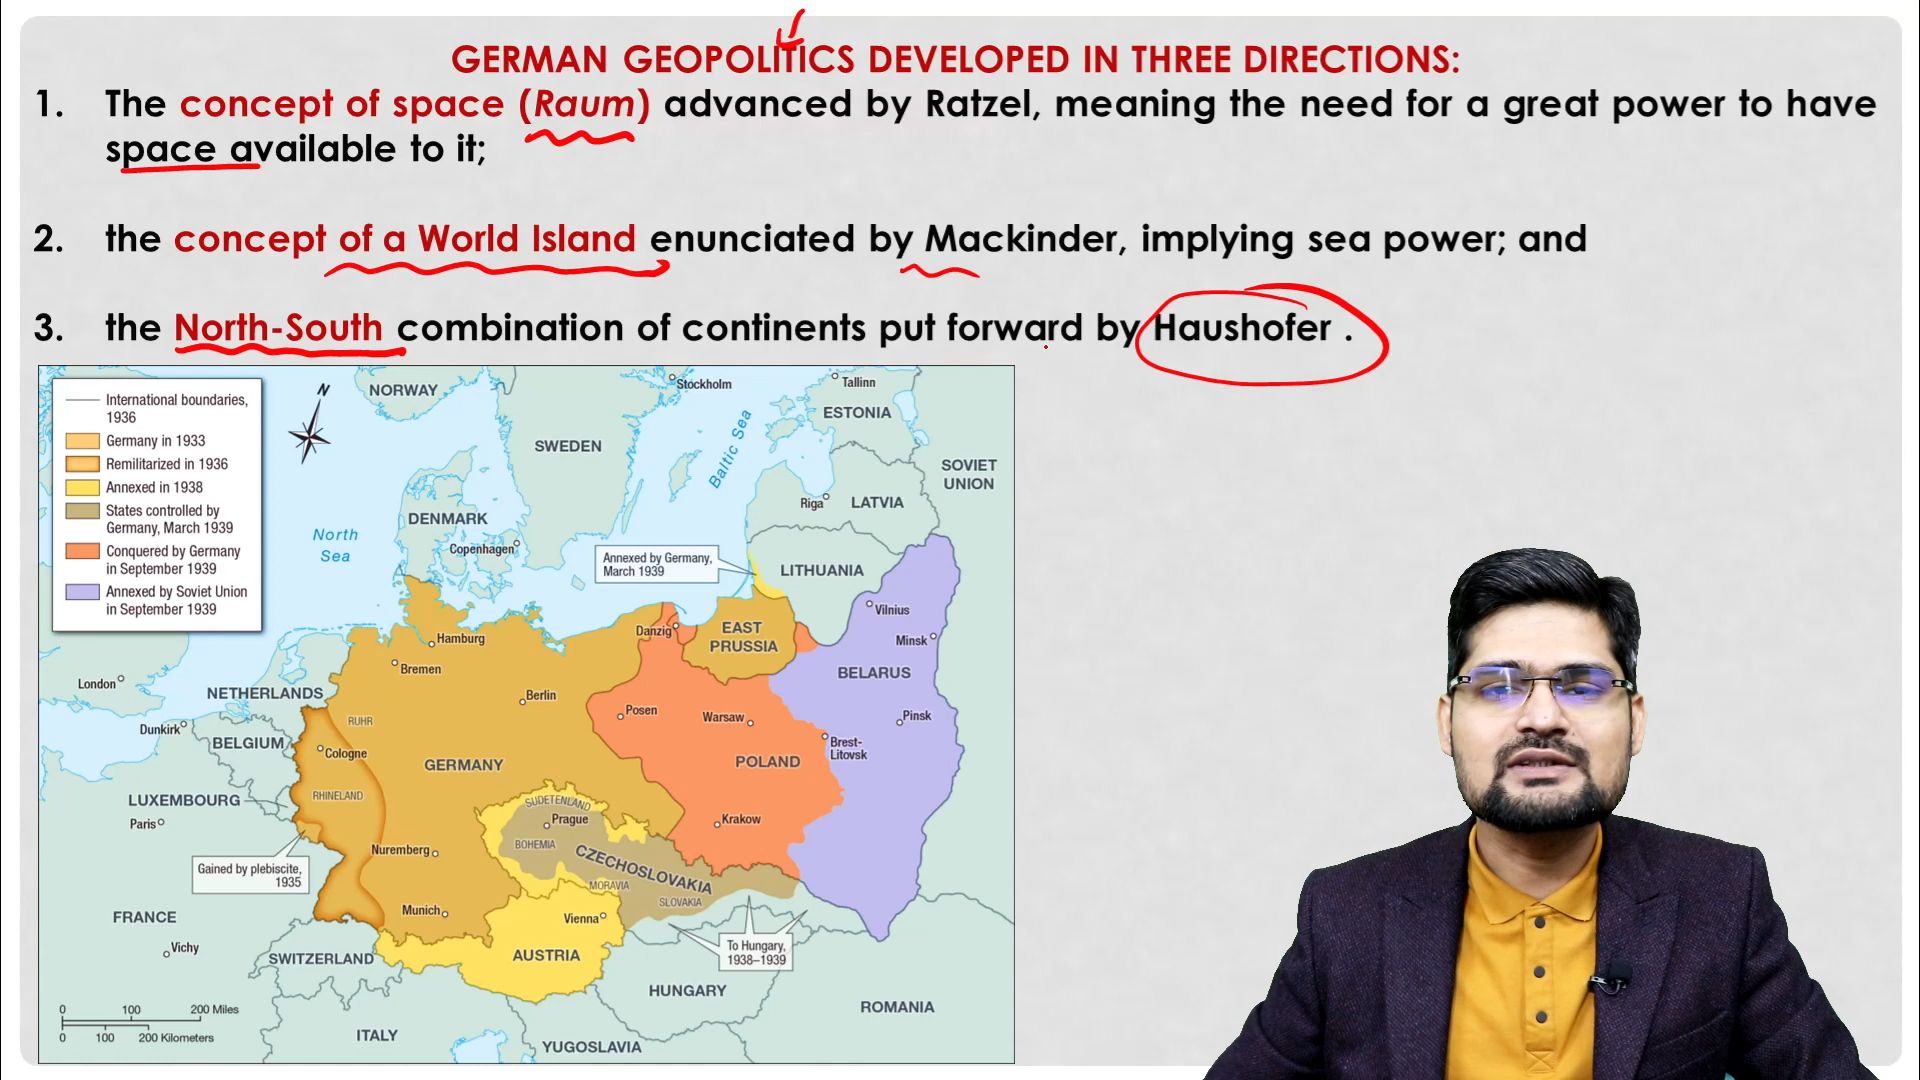 GERMAN GEOPOLITICS DEVELOPED IN THREE DIRECTIONS:
1. The concept of space (Raum) advanced by Ratzel, meaning the need for a great power to have
space available to it;
2. the concept of a World Island enunciated by Mackinder, implying sea power; and
3. the North-South combination of continents put forward by Haushofer .
International boundaries,
1936
Germany in 1933
Remilitarized in 1936
Annexed in 1938
States controlled by
Germany, March 1939
Conquered by Germany
in September 1939
Annexed by Soviet Union
in September 1939
N
NORWAY
Stockholm
Tallinn
ESTONIA
SWEDEN
Baltic Sea
SOVIET
UNION
Riga
LATVIA
North
Sea
DENMARK
Copenhagen
Annexed by Germany,
March 1939
LITHUANIA
Vilnius
Minsk
Hamburg
Danzig
EAST
PRUSSIA
BELARUS
Bremen
London
NETHERLANDS
Berlin
Posen
Warsaw
Pinsk
RUHR
Dunkirk
BELGIUM
Cologne
Brest-
Litovsk
GERMANY
POLAND
RHINELAND
LUXEMBOURG
SUDETENLAND
Paris
Prague
Krakow
Nuremberg
BOHEMIA
CZECHOSLOVAKIA
Gained by plebiscite,
1935
MORAVIA
SLOVAKIA
FRANCE
Munich
Vienna
Vichy
To Hungary,
1938–1939
SWITZERLAND
AUSTRIA
HUNGARY
ROMANIA
0 100 200 Miles
0 100 200 Kilometers
ITALY
YUGOSLAVIA